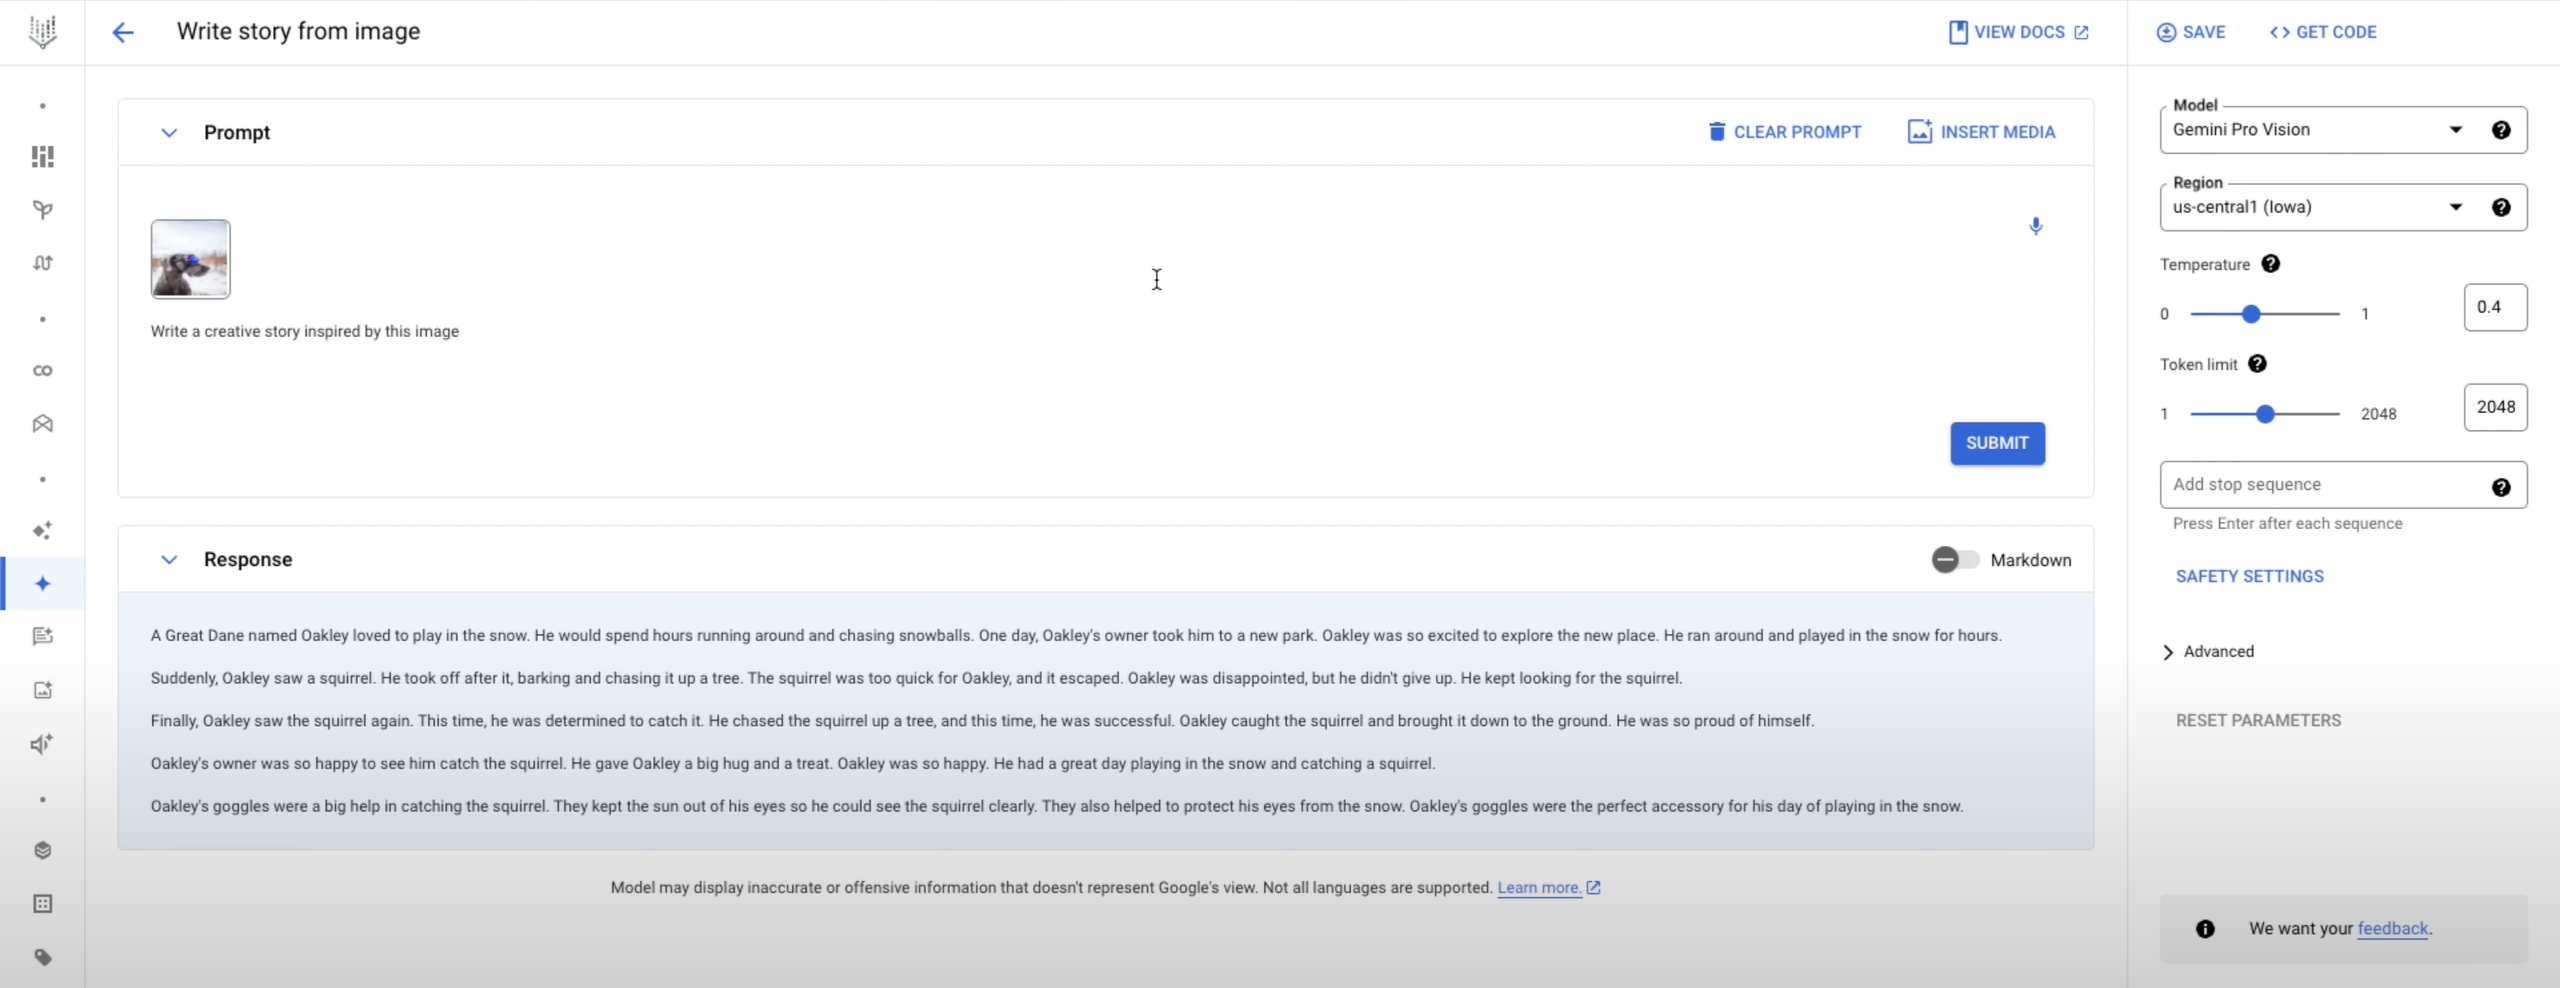 Write story from image
VIEW DOCS
SAVE
GET CODE
Prompt
CLEAR PROMPT
INSERT MEDIA
Write a creative story inspired by this image
SUBMIT
Response
Markdown
A Great Dane named Oakley loved to play in the snow. He would spend hours running around and chasing snowballs. One day, Oakley's owner took him to a new park. Oakley was so excited to explore the new place. He ran around and played in the snow for hours.
Suddenly, Oakley saw a squirrel. He took off after it, barking and chasing it up a tree. The squirrel was too quick for Oakley, and it escaped. Oakley was disappointed, but he didn't give up. He kept looking for the squirrel.
Finally, Oakley saw the squirrel again. This time, he was determined to catch it. He chased the squirrel up a tree, and this time, he was successful. Oakley caught the squirrel and brought it down to the ground. He was so proud of himself.
Oakley's owner was so happy to see him catch the squirrel. He gave Oakley a big hug and a treat. Oakley was so happy. He had a great day playing in the snow and catching a squirrel.
Oakley's goggles were a big help in catching the squirrel. They kept the sun out of his eyes so he could see the squirrel clearly. They also helped to protect his eyes from the snow. Oakley's goggles were the perfect accessory for his day of playing in the snow.
Model may display inaccurate or offensive information that doesn't represent Google's view. Not all languages are supported. Learn more.
Model
Gemini Pro Vision
Region
us-central1 (Iowa)
Temperature
0 1 0.4
Token limit
1 2048 2048
Add stop sequence
Press Enter after each sequence
SAFETY SETTINGS
Advanced
RESET PARAMETERS
We want your feedback.